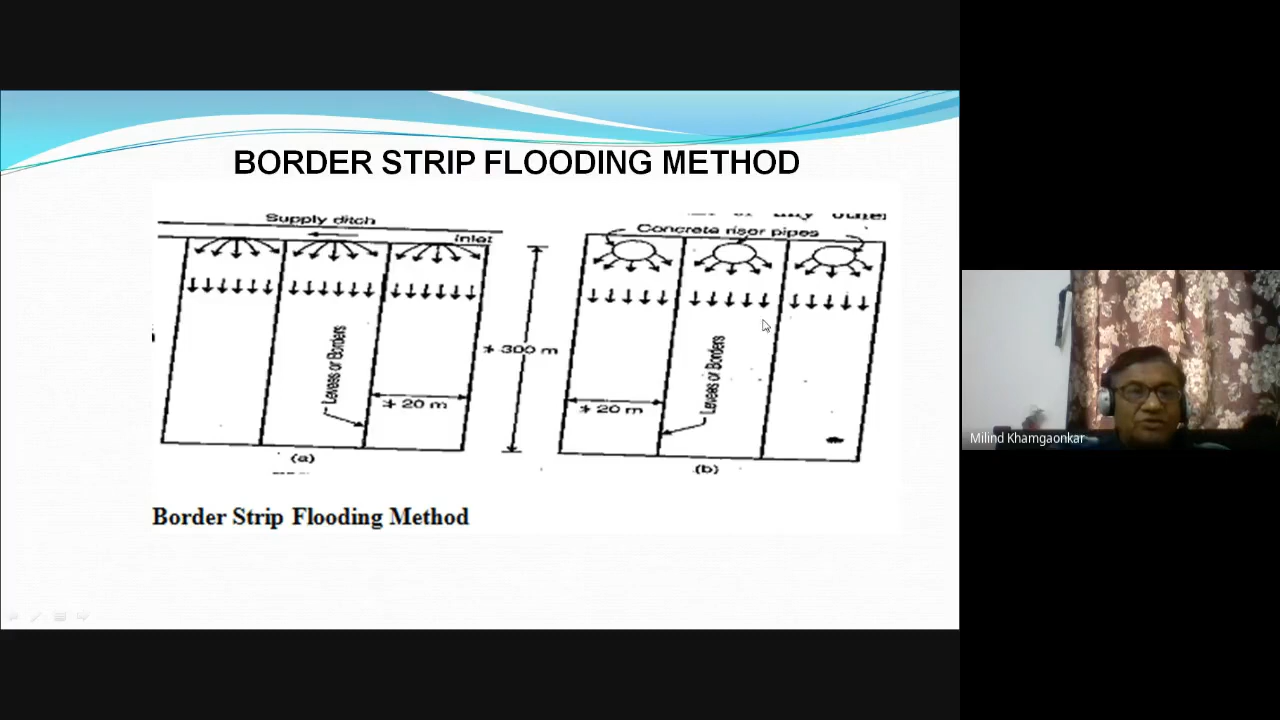 BORDER STRIP FLOODING METHOD
Supply ditch
Inlet
Levees or Borders
∓ 20 m
(a)
∓ 300 m
Concrete riser pipes
Levees or Borders
∓ 20 m
(b)
Border Strip Flooding Method
Milind Khamgaonkar